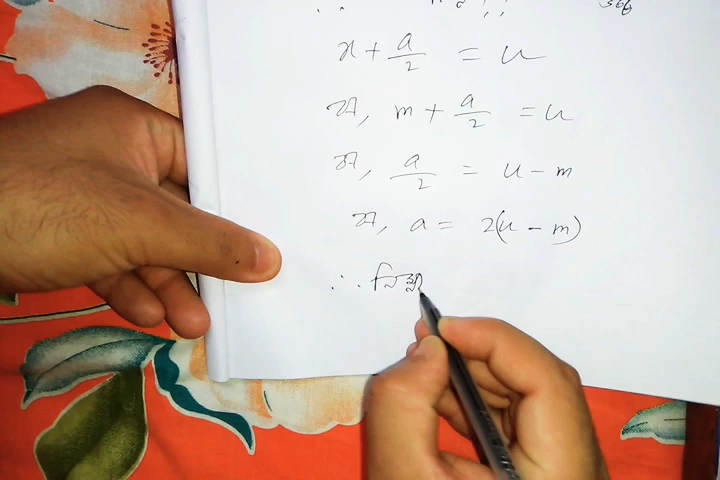 x + a/2 = u
বা, m + a/2 = u
বা, a/2 = u - m
বা, a = 2(u - m)
∴